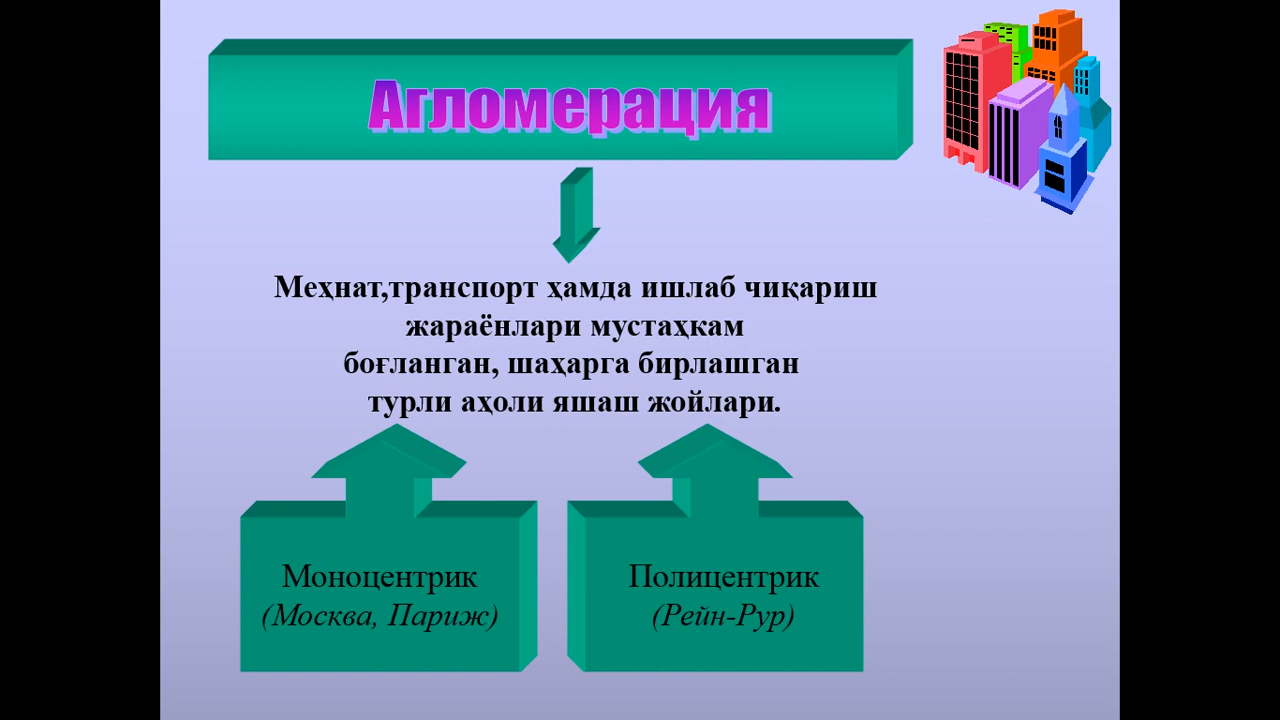 Агломерация
Меҳнат,транспорт ҳамда ишлаб чиқариш
жараёнлари мустаҳкам
боғланган, шаҳарга бирлашган
турли аҳоли яшаш жойлари.
Моноцентрик
(Москва, Париж)
Полицентрик
(Рейн-Рур)